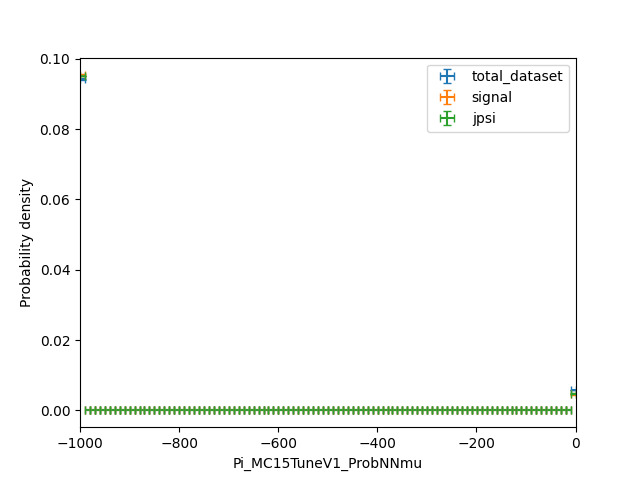 0.10
0.08
0.06
0.04
0.02
0.00
Probability density
total_dataset
signal
jpsi
−1000
−800
−600
−400
−200
0
Pi_MC15TuneV1_ProbNNmu